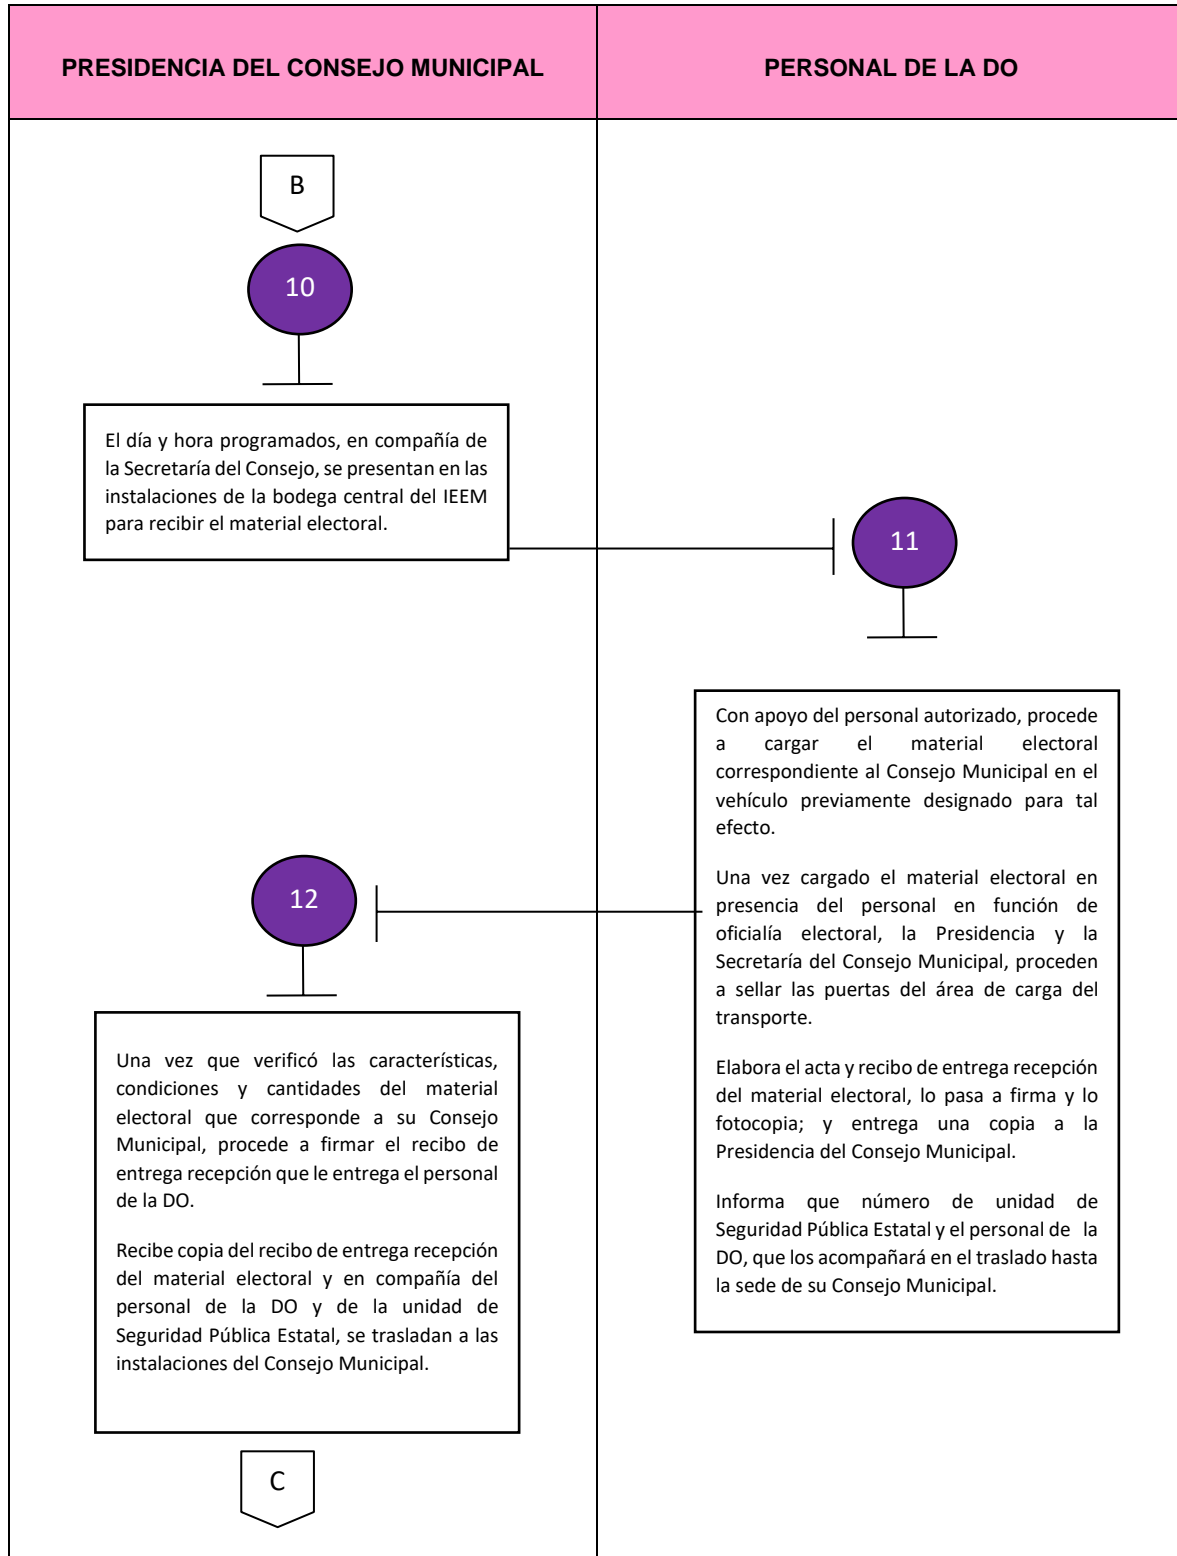 PRESIDENCIA DEL CONSEJO MUNICIPAL
PERSONAL DE LA DO
B
10
El día y hora programados, en compañía de
la Secretaría del Consejo, se presentan en las
instalaciones de la bodega central del IEEM
para recibir el material electoral.
11
Con apoyo del personal autorizado, procede
a cargar el material electoral
correspondiente al Consejo Municipal en el
vehículo previamente designado para tal
efecto.
Una vez cargado el material electoral en
presencia del personal en función de
oficialía electoral, la Presidencia y la
Secretaría del Consejo Municipal, proceden
a sellar las puertas del área de carga del
transporte.
Elabora el acta y recibo de entrega recepción
del material electoral, lo pasa a firma y lo
fotocopia; y entrega una copia a la
Presidencia del Consejo Municipal.
Informa que número de unidad de
Seguridad Pública Estatal y el personal de la
DO, que los acompañará en el traslado hasta
la sede de su Consejo Municipal.
12
Una vez que verificó las características,
condiciones y cantidades del material
electoral que corresponde a su Consejo
Municipal, procede a firmar el recibo de
entrega recepción que le entrega el personal
de la DO.
Recibe copia del recibo de entrega recepción
del material electoral y en compañía del
personal de la DO y de la unidad de
Seguridad Pública Estatal, se trasladan a las
instalaciones del Consejo Municipal.
C